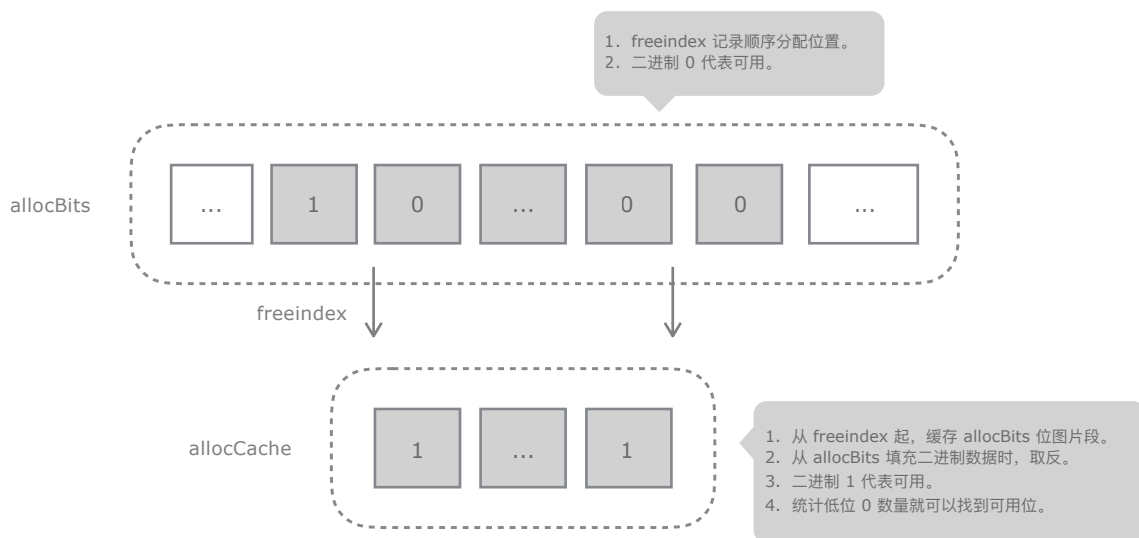 1. freeindex 记录顺序分配位置。
2. 二进制 0 代表可用。
allocBits
... 1 0 ... 0 0 ...
freeindex
allocCache
1 ... 1
1. 从 freeindex 起，缓存 allocBits 位图片段。
2. 从 allocBits 填充二进制数据时，取反。
3. 二进制 1 代表可用。
4. 统计低位 0 数量就可以找到可用位。